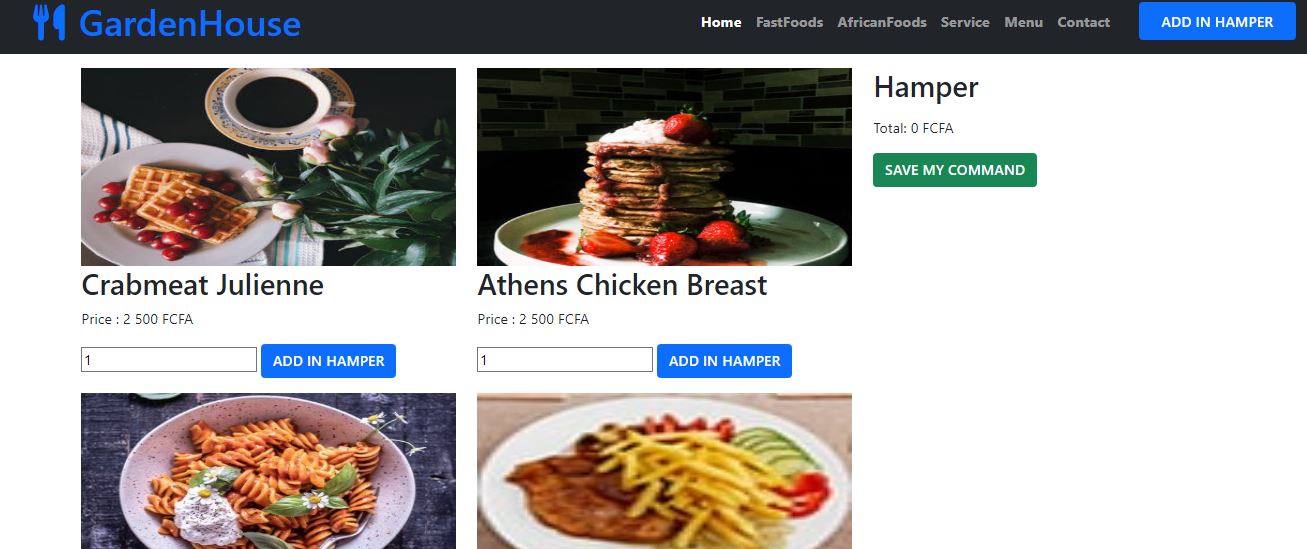 GardenHouse
Home FastFoods AfricanFoods Service Menu Contact ADD IN HAMPER
Crabmeat Julienne
Price : 2 500 FCFA
1 ADD IN HAMPER
Athens Chicken Breast
Price : 2 500 FCFA
1 ADD IN HAMPER
Hamper
Total: 0 FCFA
SAVE MY COMMAND